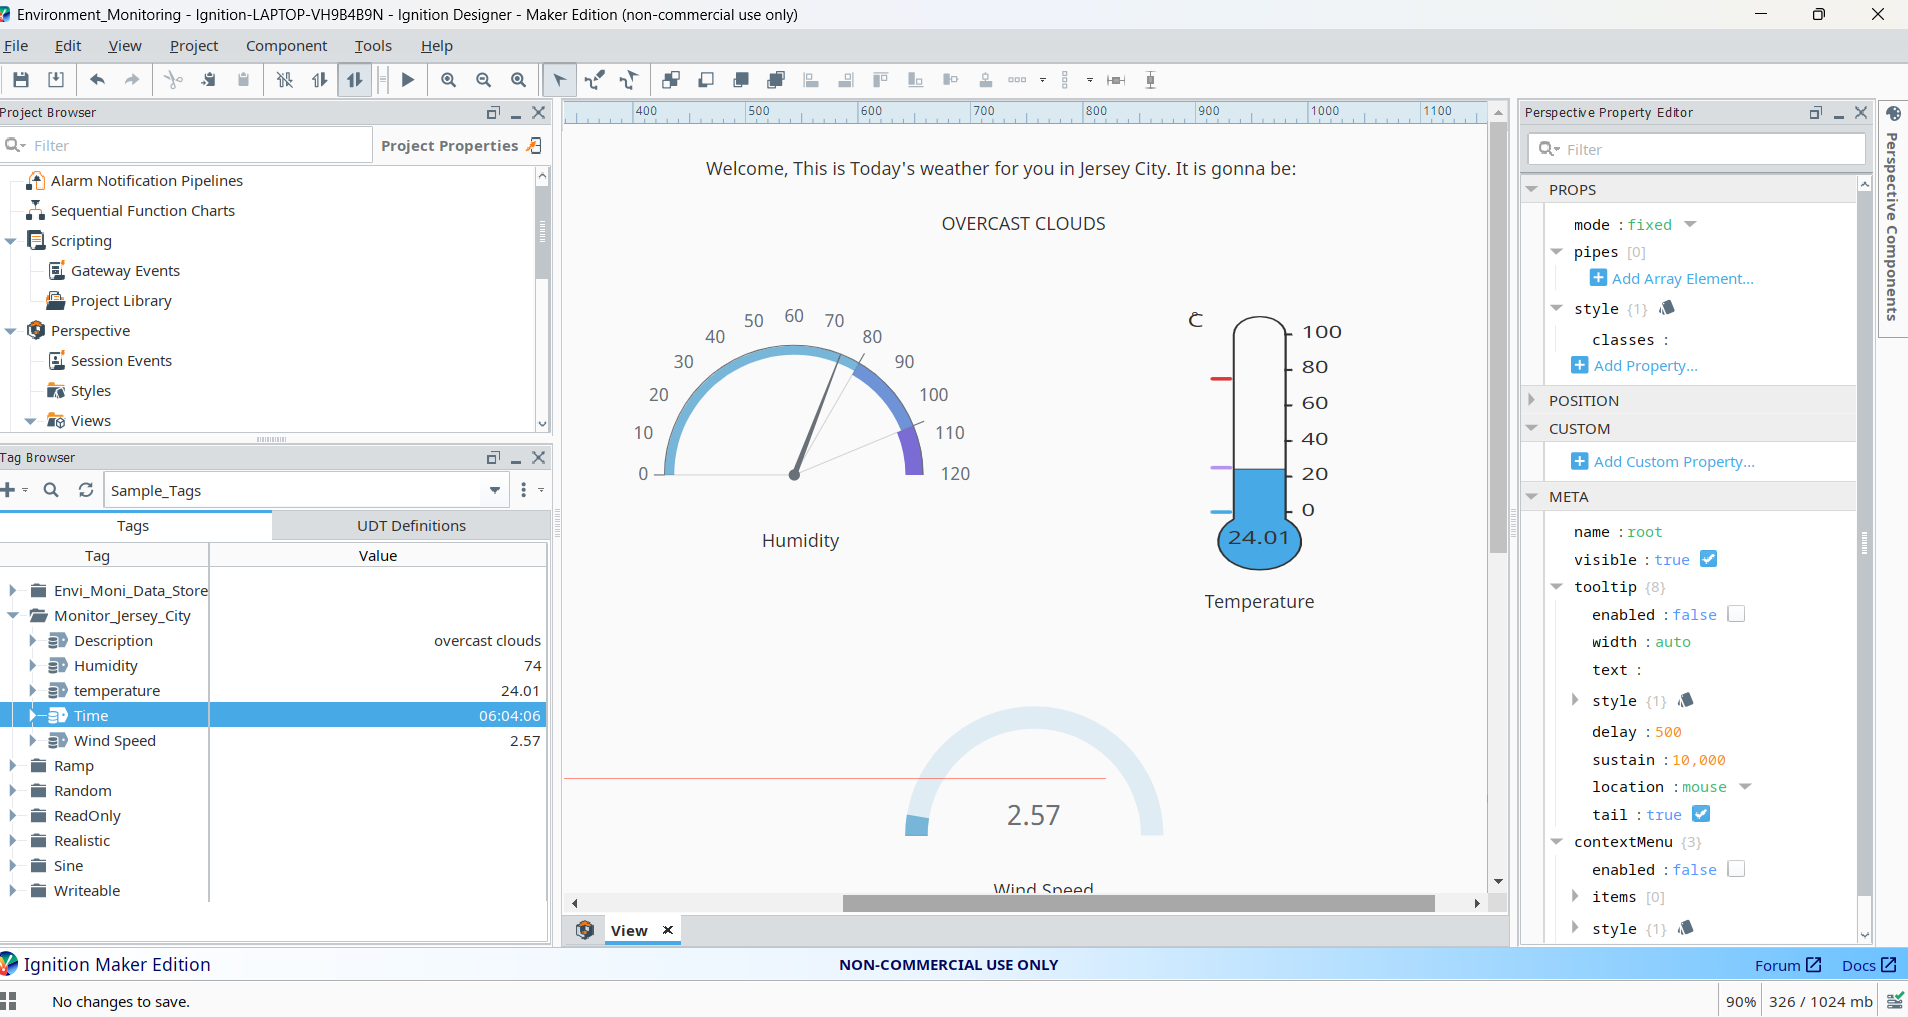 Environment_Monitoring - Ignition-LAPTOP-VH9B4B9N - Ignition Designer - Maker Edition (non-commercial use only)
File Edit View Project Component Tools Help
Project Browser
Filter
Project Properties
Alarm Notification Pipelines
Sequential Function Charts
Scripting
Gateway Events
Project Library
Perspective
Session Events
Styles
Views
Tag Browser
Sample_Tags
Tags UDT Definitions
Tag Value
Envi_Moni_Data_Store
Monitor_Jersey_City
Description overcast clouds
Humidity 74
temperature 24.01
Time 06:04:06
Wind Speed 2.57
Ramp
Random
ReadOnly
Realistic
Sine
Writeable
400 500 600 700 800 900 1000 1100
Welcome, This is Today's weather for you in Jersey City. It is gonna be:
OVERCAST CLOUDS
0 10 20 30 40 50 60 70 80 90 100 110 120
Humidity
°C
100
80
60
40
20
0
24.01
Temperature
2.57
Wind Speed
View
Perspective Property Editor
Filter
PROPS
mode : fixed
pipes [0]
Add Array Element...
style {1}
classes :
Add Property...
POSITION
CUSTOM
Add Custom Property...
META
name : root
visible : true
tooltip {8}
enabled : false
width : auto
text :
style {1}
delay : 500
sustain : 10,000
location : mouse
tail : true
contextMenu {3}
enabled : false
items [0]
style {1}
Perspective Components
Ignition Maker Edition
NON-COMMERCIAL USE ONLY
Forum Docs
No changes to save.
90% 326 / 1024 mb